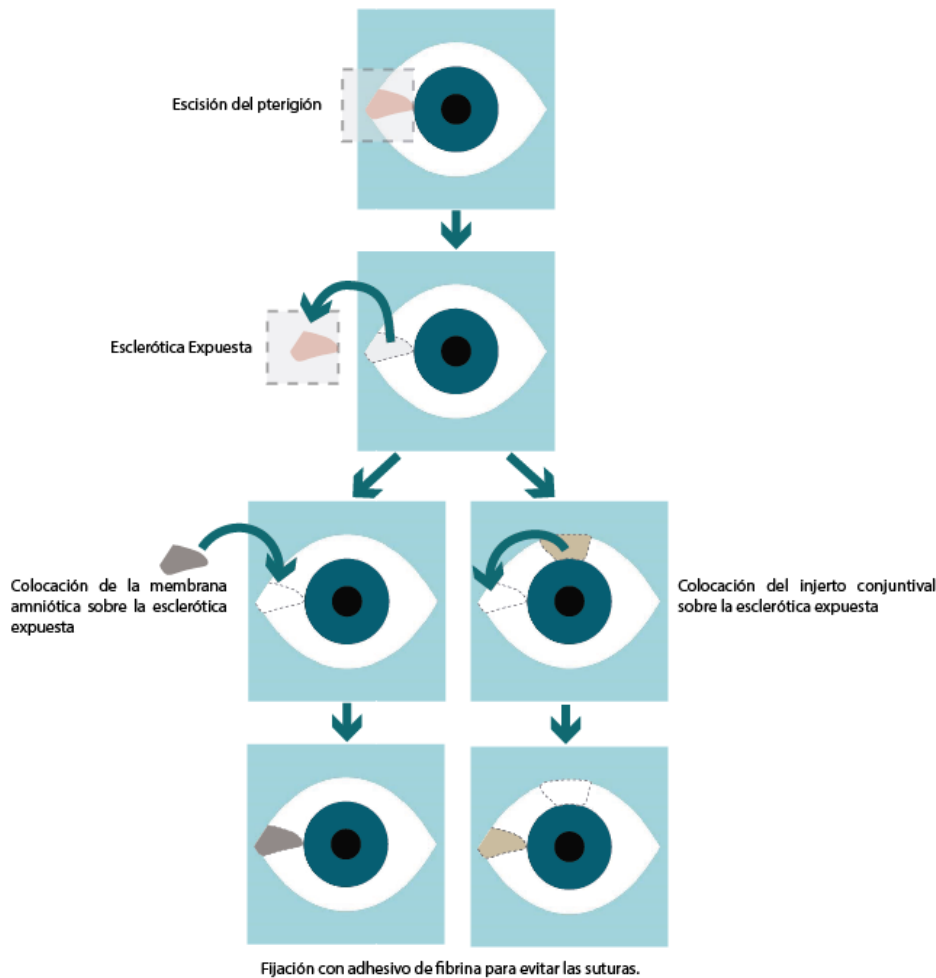 Escisión del pterigión
Esclerótica Expuesta
Colocación de la membrana
amniótica sobre la esclerótica
expuesta
Colocación del injerto conjuntival
sobre la esclerótica expuesta
Fijación con adhesivo de fibrina para evitar las suturas.